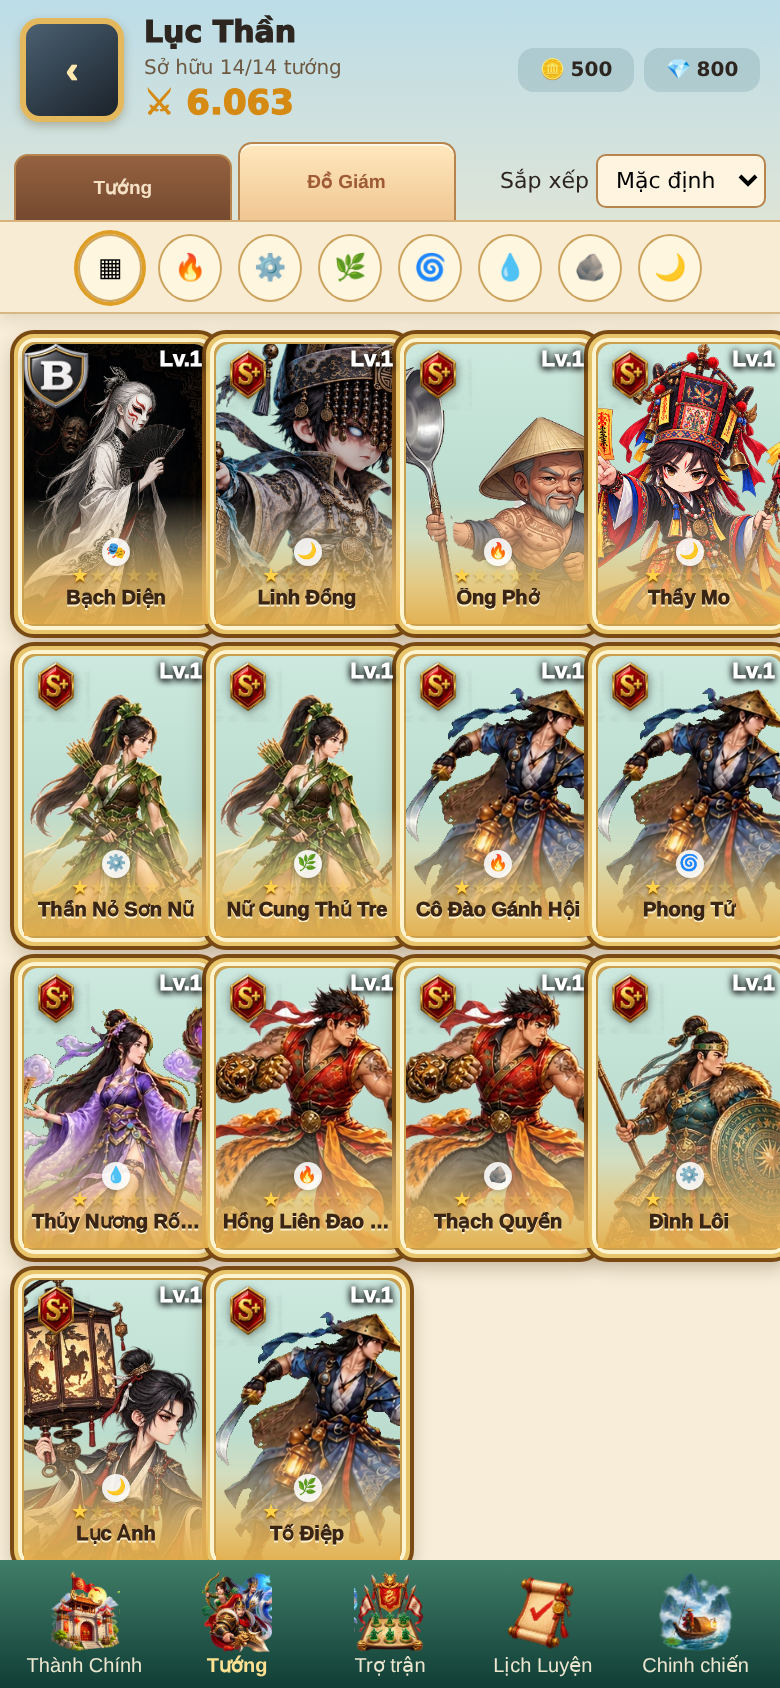 Lục Thần
Sở hữu 14/14 tướng
⚔ 6.063
500
800
Tướng
Đồ Giám
Sắp xếp
Mặc định
B
Lv.1
Bạch Diện
S+
Lv.1
Linh Đồng
S+
Lv.1
Ông Phở
S+
Lv.1
Thầy Mo
S+
Lv.1
Thần Nỏ Sơn Nữ
S+
Lv.1
Nữ Cung Thủ Tre
S+
Lv.1
Cô Đào Gánh Hội
S+
Lv.1
Phong Tử
S+
Lv.1
Thủy Nương Rố...
S+
Lv.1
Hồng Liên Đao ...
S+
Lv.1
Thạch Quyền
S+
Lv.1
Đình Lôi
S+
Lv.1
Lục Ảnh
S+
Lv.1
Tố Điệp
Thành Chính
Tướng
Trợ trận
Lịch Luyện
Chinh chiến